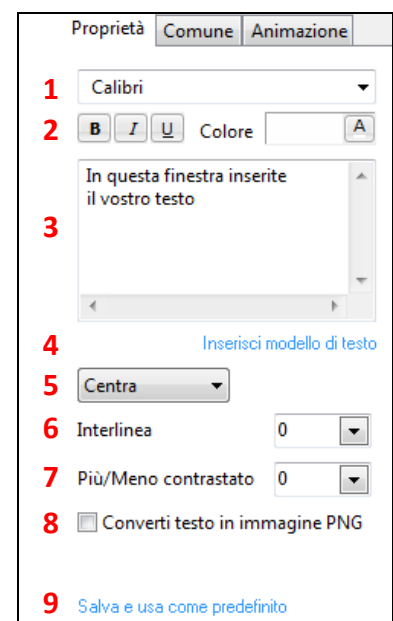 Proprietà Comune Animazione
1 Calibri
2 B I U Colore A
In questa finestra inserite
il vostro testo
3
4 Inserisci modello di testo
5 Centra
6 Interlinea 0
7 Più/Meno contrastato 0
8 Converti testo in immagine PNG
9 Salva e usa come predefinito